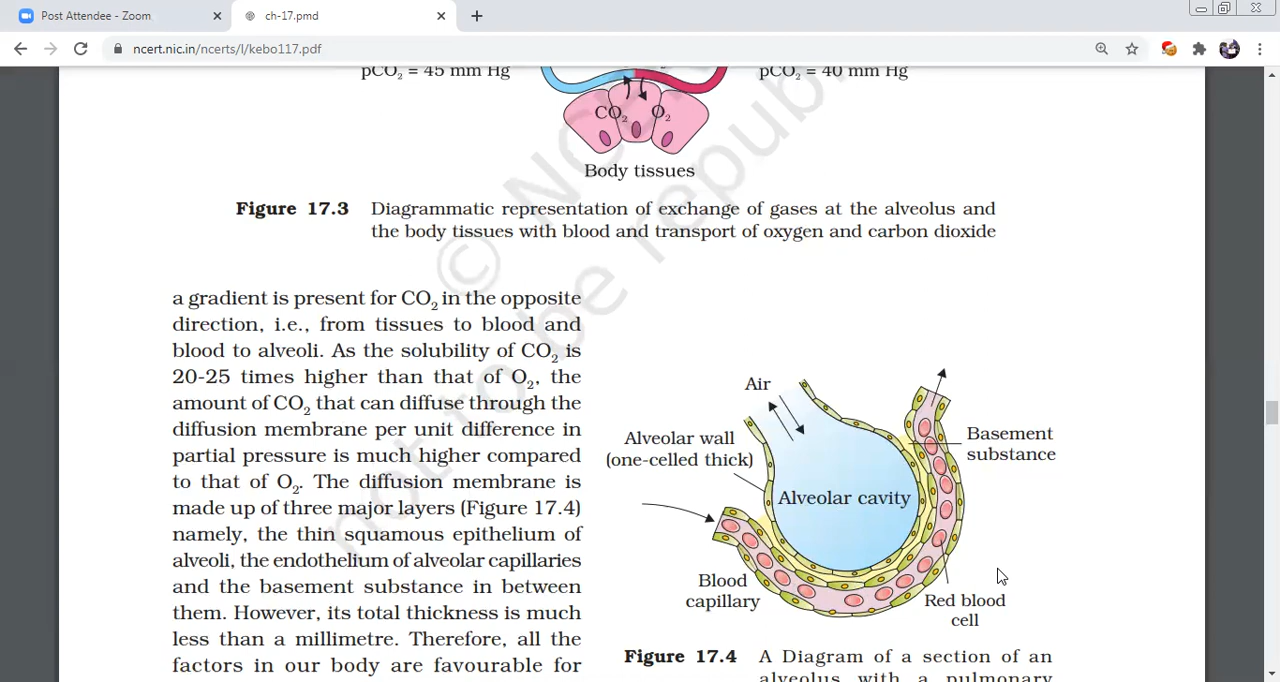 Post Attendee - Zoom
ch-17.pmd
ncert.nic.in/ncerts/l/kebo117.pdf
pCO2 = 45 mm Hg
pCO2 = 40 mm Hg
CO2
O2
Body tissues
Figure 17.3 Diagrammatic representation of exchange of gases at the alveolus and
the body tissues with blood and transport of oxygen and carbon dioxide
a gradient is present for CO2 in the opposite
direction, i.e., from tissues to blood and
blood to alveoli. As the solubility of CO2 is
20-25 times higher than that of O2, the
amount of CO2 that can diffuse through the
diffusion membrane per unit difference in
partial pressure is much higher compared
to that of O2. The diffusion membrane is
made up of three major layers (Figure 17.4)
namely, the thin squamous epithelium of
alveoli, the endothelium of alveolar capillaries
and the basement substance in between
them. However, its total thickness is much
less than a millimetre. Therefore, all the
factors in our body are favourable for
Air
Alveolar wall
(one-celled thick)
Basement
substance
Alveolar cavity
Blood
capillary
Red blood
cell
Figure 17.4 A Diagram of a section of an
alveolus with a pulmonary
©
not to be republ